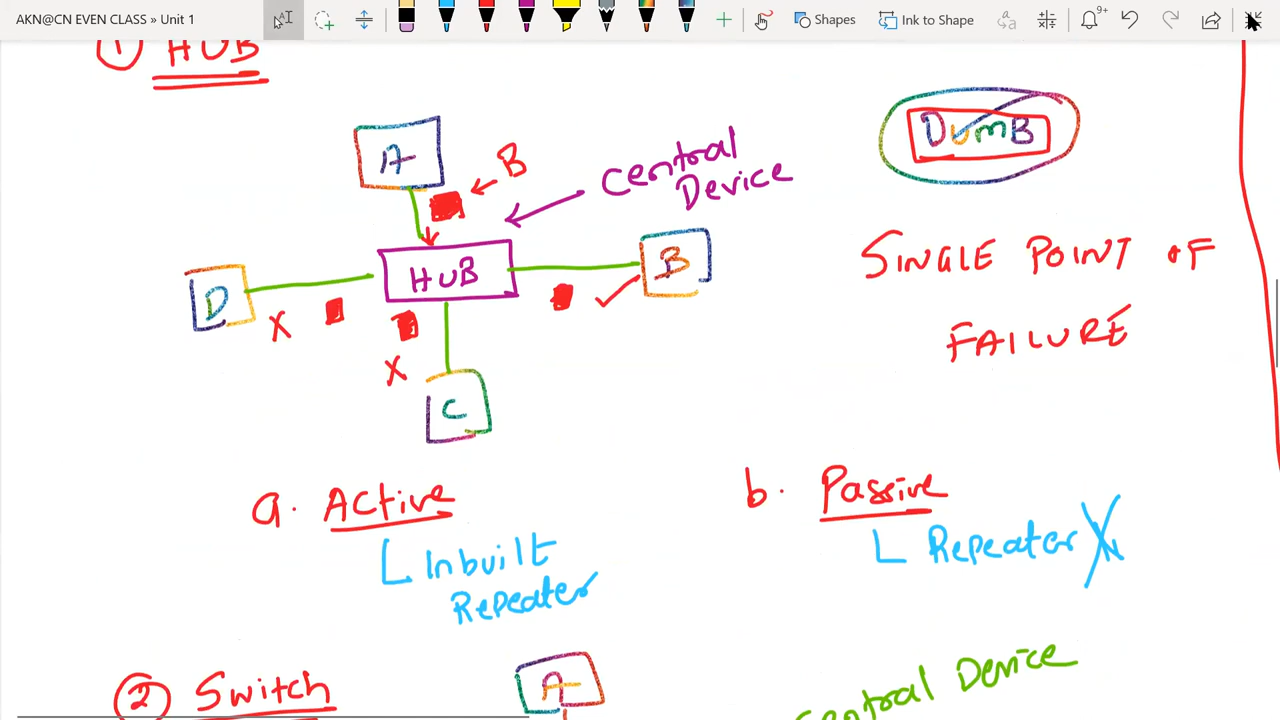 AKN@CN EVEN CLASS » Unit 1
Shapes
Ink to Shape
9+
① HUB
A
B
Central
Device
DumB
HUB
B
D
C
X
X
SINGLE POINT OF
FAILURE
a. Active
Inbuilt
Repeater
b. Passive
Repeater X
② Switch
A
Central Device